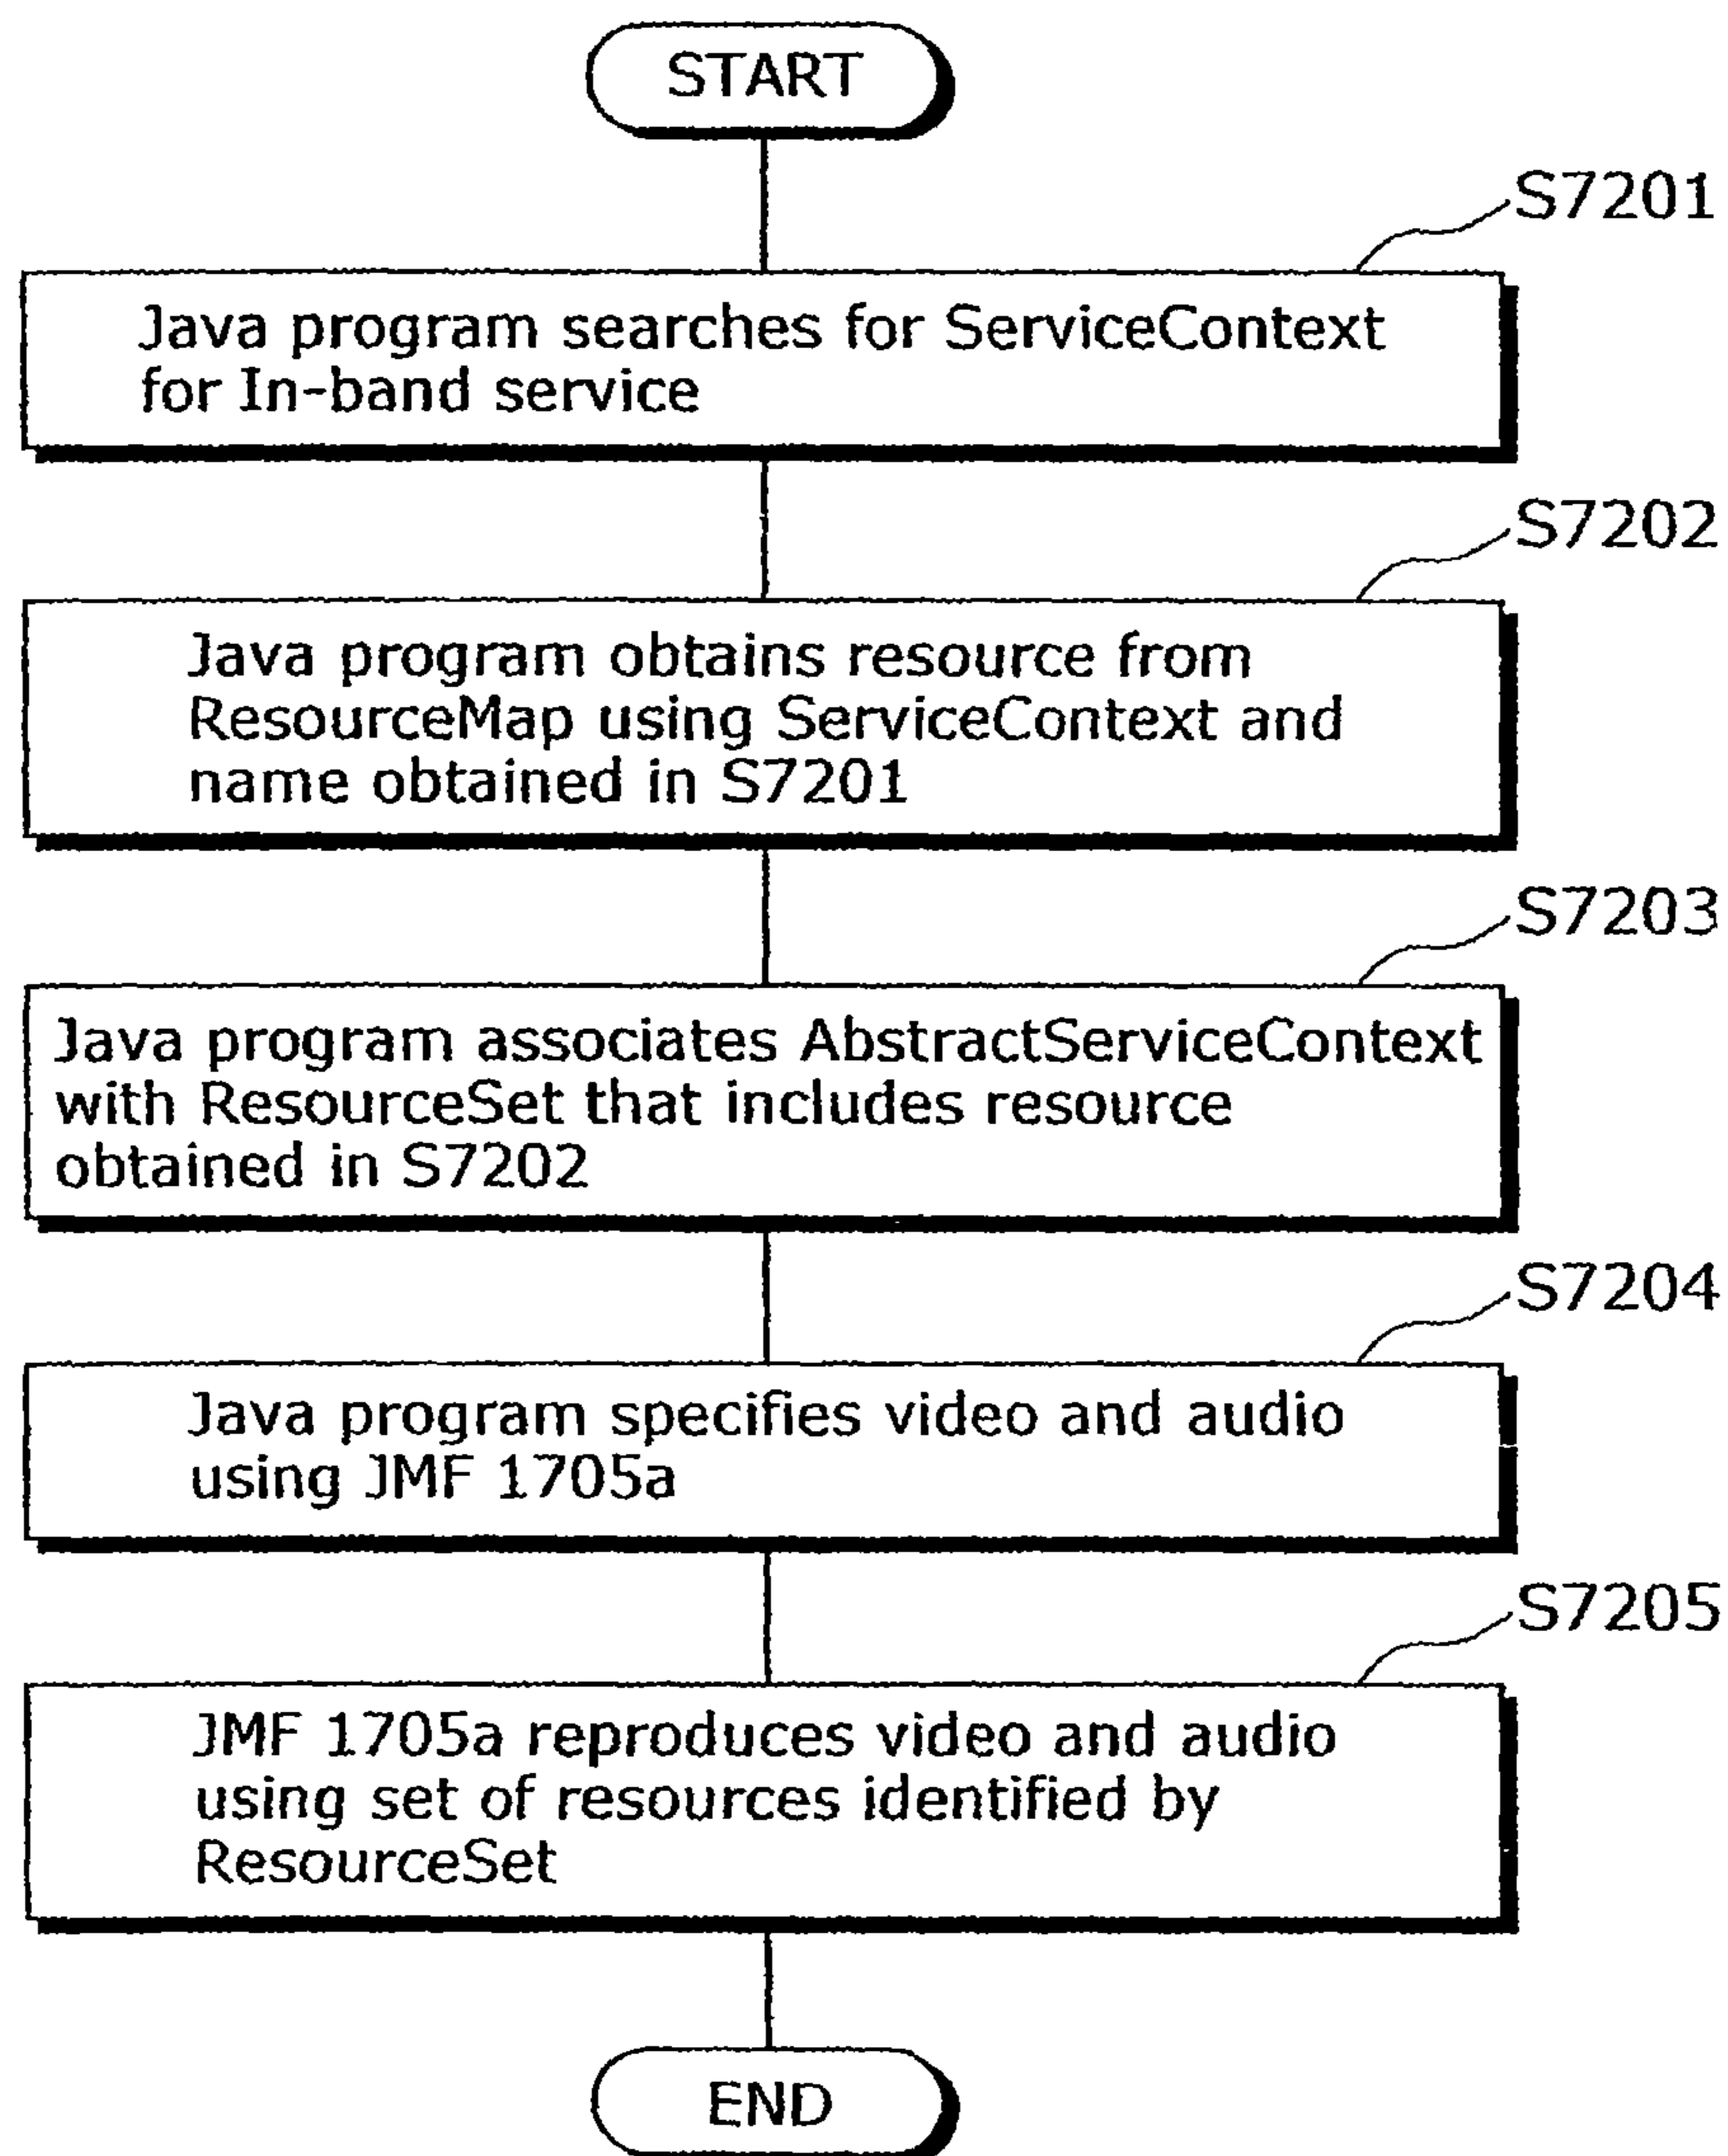 START
S7201
Java program searches for ServiceContext
for In-band service
S7202
Java program obtains resource from
ResourceMap using ServiceContext and
name obtained in S7201
S7203
Java program associates AbstractServiceContext
with ResourceSet that includes resource
obtained in S7202
S7204
Java program specifies video and audio
using JMF 1705a
S7205
JMF 1705a reproduces video and audio
using set of resources identified by
ResourceSet
END